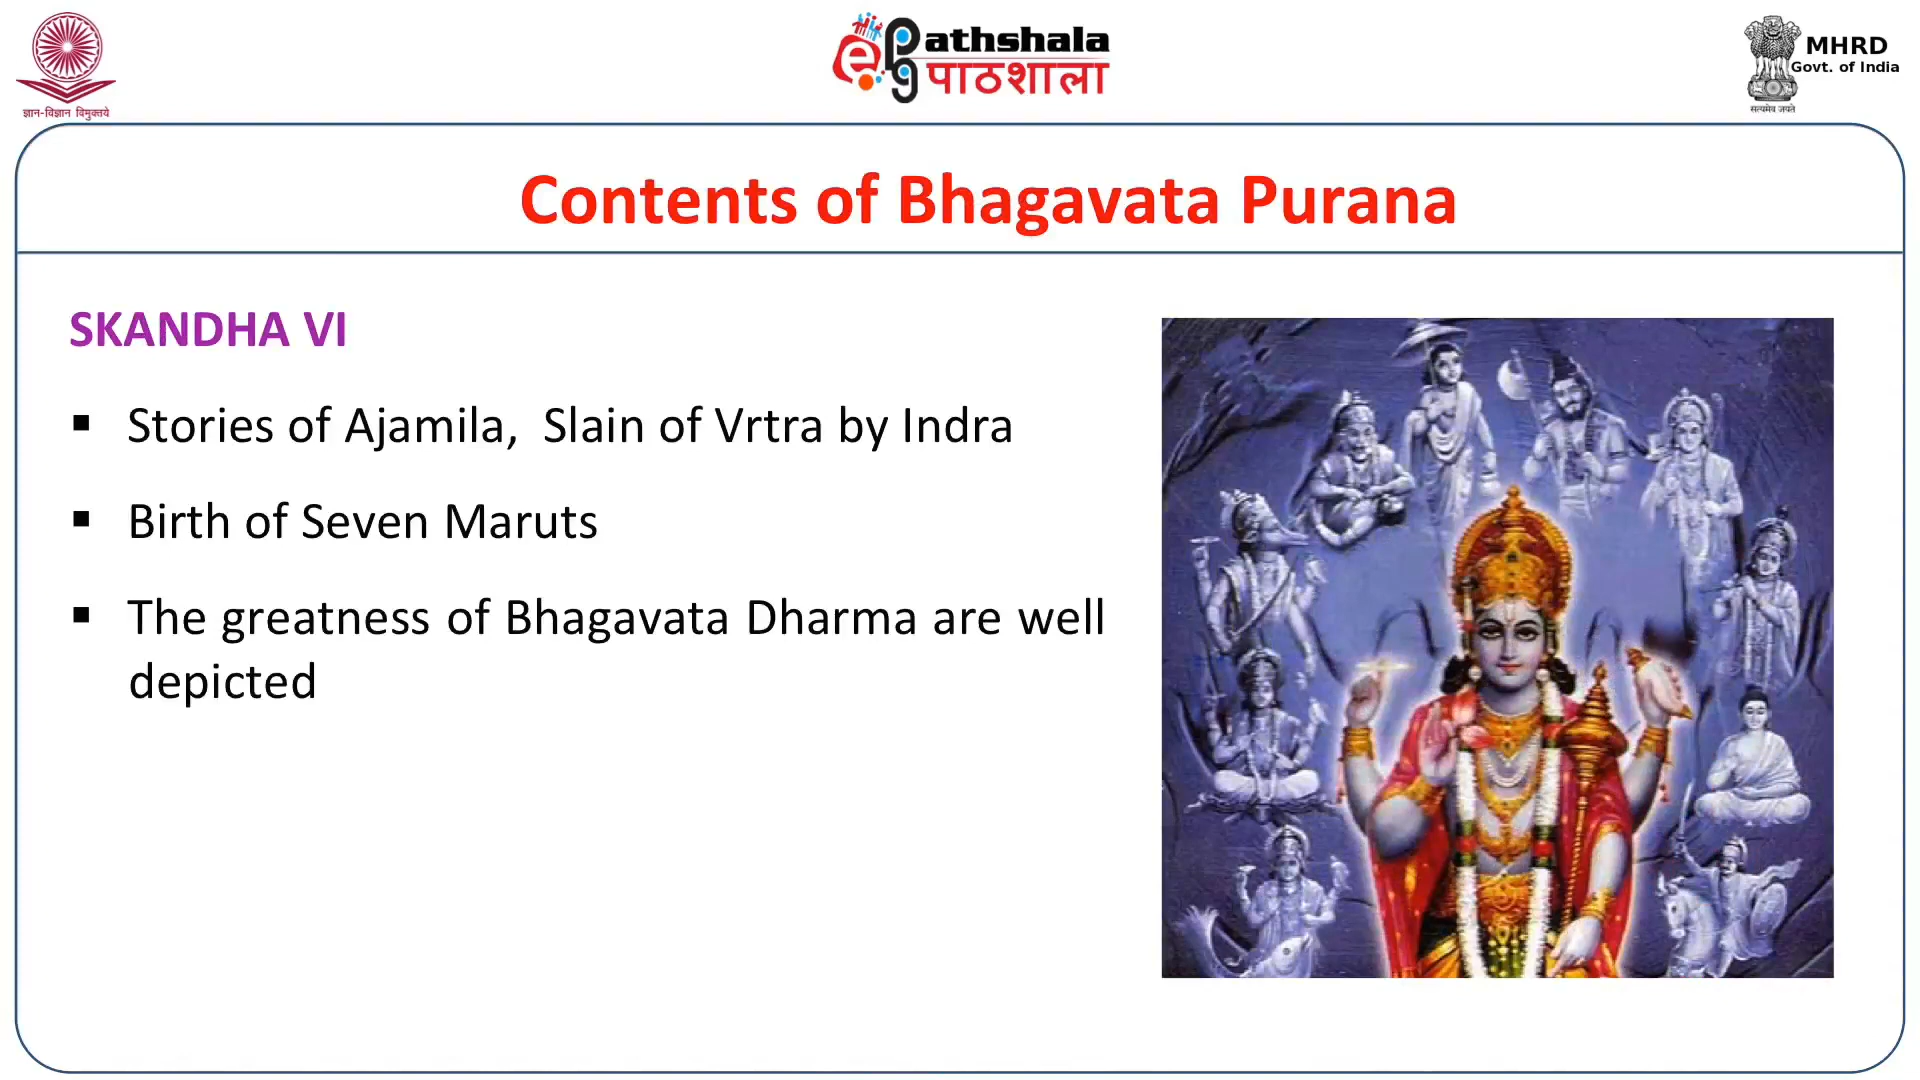 ज्ञान-विज्ञान विमुक्तये
ePathshala
पाठशाला
MHRD
Govt. of India
सत्यमेव जयते
Contents of Bhagavata Purana
SKANDHA VI
▪ Stories of Ajamila, Slain of Vrtra by Indra
▪ Birth of Seven Maruts
▪ The greatness of Bhagavata Dharma are well
depicted